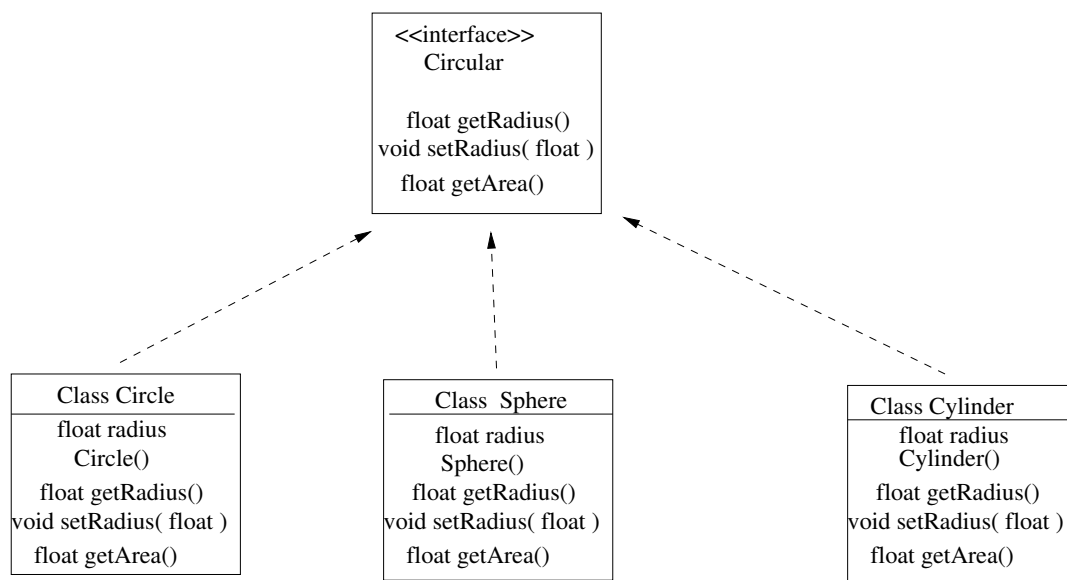 <<interface>>
Circular
float getRadius()
void setRadius( float )
float getArea()
Class Circle
float radius
Circle()
float getRadius()
void setRadius( float )
float getArea()
Class Sphere
float radius
Sphere()
float getRadius()
void setRadius( float )
float getArea()
Class Cylinder
float radius
Cylinder()
float getRadius()
void setRadius( float )
float getArea()